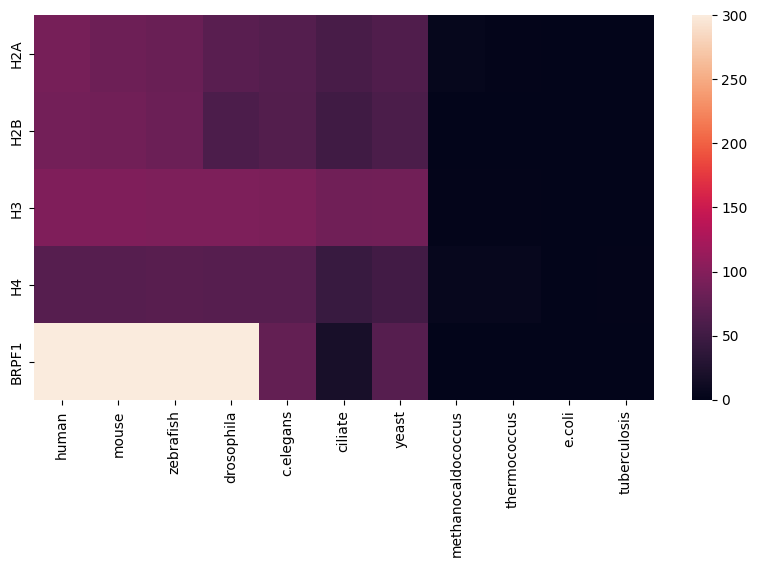 H2A
H2B
H3
H4
BRPF1
human
mouse
zebrafish
drosophila
c.elegans
ciliate
yeast
methanocaldococcus
thermococcus
e.coli
tuberculosis
300
250
200
150
100
50
0